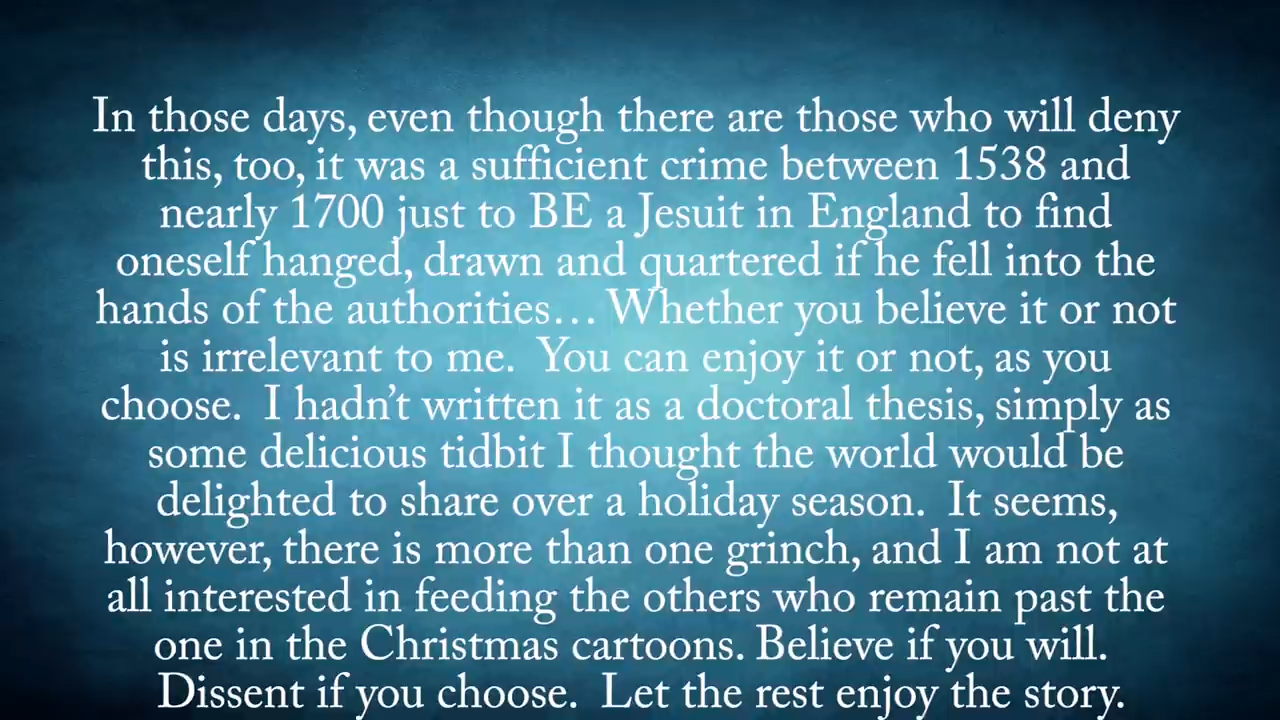 In those days, even though there are those who will deny
this, too, it was a sufficient crime between 1538 and
nearly 1700 just to BE a Jesuit in England to find
oneself hanged, drawn and quartered if he fell into the
hands of the authorities… Whether you believe it or not
is irrelevant to me.  You can enjoy it or not, as you
choose.  I hadn’t written it as a doctoral thesis, simply as
some delicious tidbit I thought the world would be
delighted to share over a holiday season.  It seems,
however, there is more than one grinch, and I am not at
all interested in feeding the others who remain past the
one in the Christmas cartoons. Believe if you will.
Dissent if you choose.  Let the rest enjoy the story.